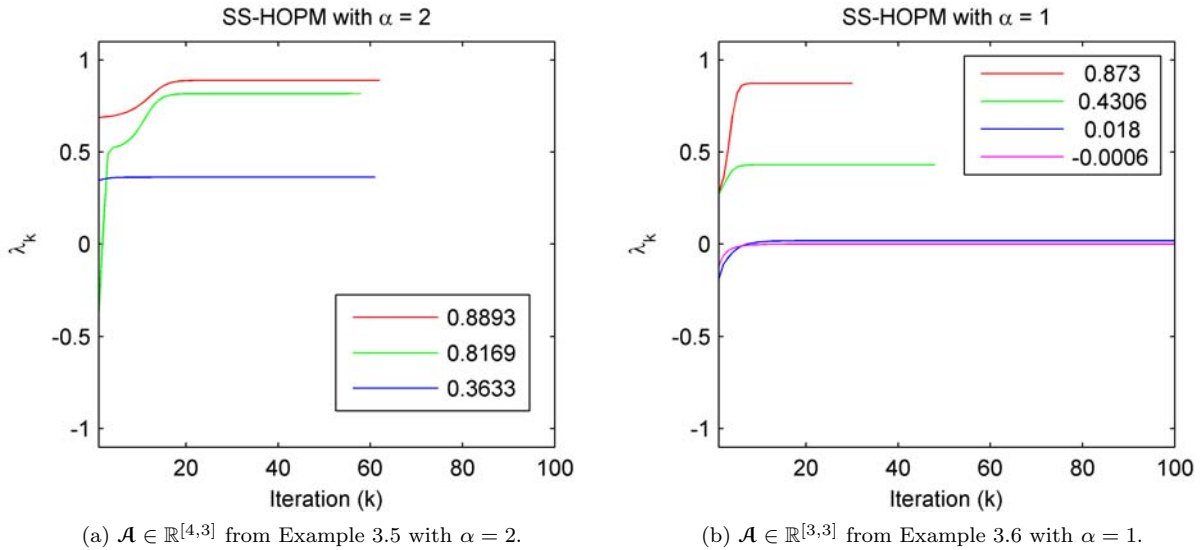 SS-HOPM with α = 2
1
0.5
0
-0.5
-1
λk
0.8893
0.8169
0.3633
20 40 60 80 100
Iteration (k)
(a) 𝓐 ∈ ℝ[4,3] from Example 3.5 with α = 2.
SS-HOPM with α = 1
1
0.5
0
-0.5
-1
λk
0.873
0.4306
0.018
-0.0006
20 40 60 80 100
Iteration (k)
(b) 𝓐 ∈ ℝ[3,3] from Example 3.6 with α = 1.